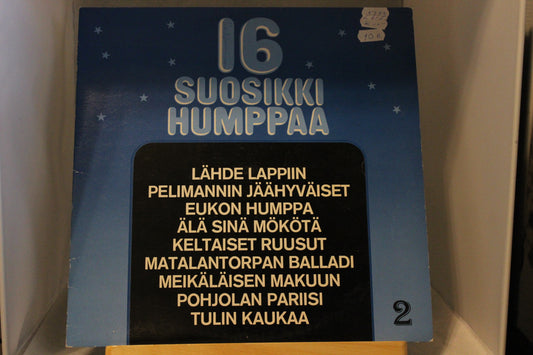 16
SUOSIKKI
HUMPPAA
LÄHDE LAPPIIN
PELIMANNIN JÄÄHYVÄISET
EUKON HUMPPA
ÄLÄ SINÄ MÖKÖTÄ
KELTAISET RUUSUT
MATALANTORPAN BALLADI
MEIKÄLÄISEN MAKUUN
POHJOLAN PARIISI
TULIN KAUKAA
2